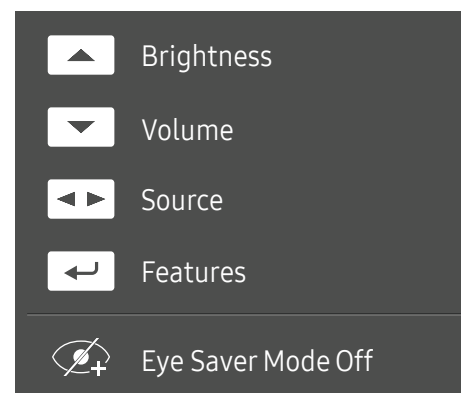 Brightness
Volume
Source
Features
Eye Saver Mode Off